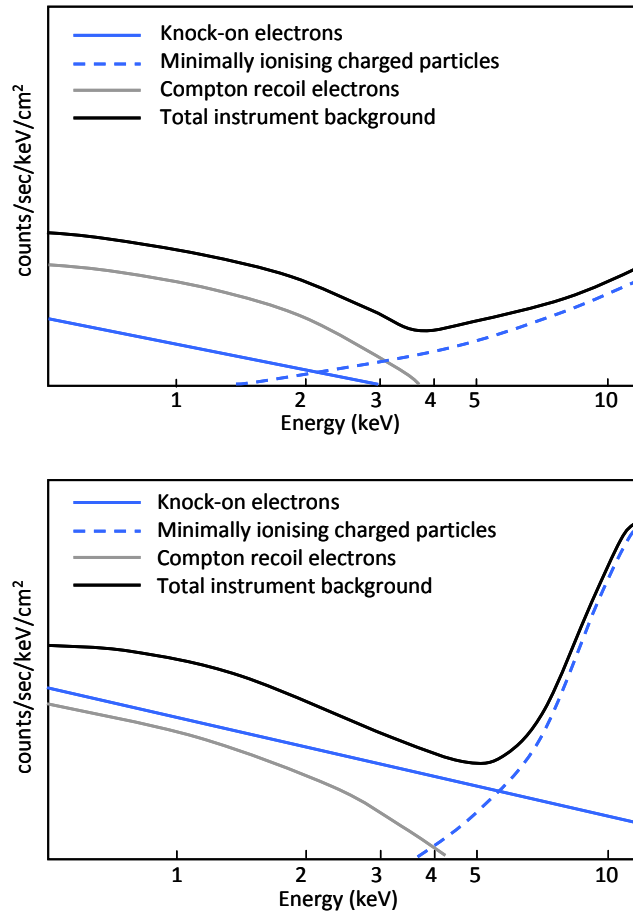 Knock-on electrons
Minimally ionising charged particles
Compton recoil electrons
Total instrument background
counts/sec/keV/cm²
1 2 3 4 5 10
Energy (keV)
Knock-on electrons
Minimally ionising charged particles
Compton recoil electrons
Total instrument background
counts/sec/keV/cm²
1 2 3 4 5 10
Energy (keV)